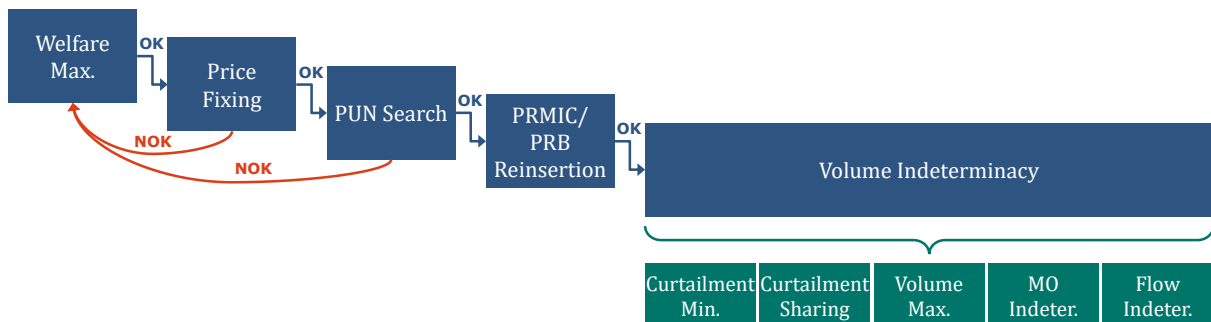 Welfare
Max.
OK
Price
Fixing
OK
PUN Search
OK
PRMIC/
PRB
Reinsertion
OK
Volume Indeterminacy
NOK
NOK
Curtailment
Min.
Curtailment
Sharing
Volume
Max.
MO
Indeter.
Flow
Indeter.